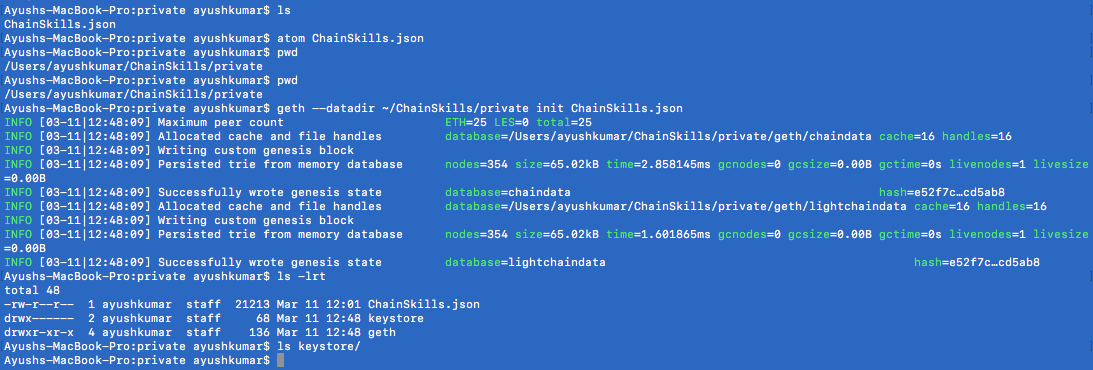 Ayushs-MacBook-Pro:private ayushkumar$ ls
ChainSkills.json
Ayushs-MacBook-Pro:private ayushkumar$ atom ChainSkills.json
Ayushs-MacBook-Pro:private ayushkumar$ pwd
/Users/ayushkumar/ChainSkills/private
Ayushs-MacBook-Pro:private ayushkumar$ pwd
/Users/ayushkumar/ChainSkills/private
Ayushs-MacBook-Pro:private ayushkumar$ geth --datadir ~/ChainSkills/private init ChainSkills.json
INFO [03-11|12:48:09] Maximum peer count                       ETH=25 LES=0 total=25
INFO [03-11|12:48:09] Allocated cache and file handles         database=/Users/ayushkumar/ChainSkills/private/geth/chaindata cache=16 handles=16
INFO [03-11|12:48:09] Writing custom genesis block
INFO [03-11|12:48:09] Persisted trie from memory database      nodes=354 size=65.02kB time=2.858145ms gcnodes=0 gcsize=0.00B gctime=0s livenodes=1 livesize
=0.00B
INFO [03-11|12:48:09] Successfully wrote genesis state         database=chaindata                                            hash=e52f7c…cd5ab8
INFO [03-11|12:48:09] Allocated cache and file handles         database=/Users/ayushkumar/ChainSkills/private/geth/lightchaindata cache=16 handles=16
INFO [03-11|12:48:09] Writing custom genesis block
INFO [03-11|12:48:09] Persisted trie from memory database      nodes=354 size=65.02kB time=1.601865ms gcnodes=0 gcsize=0.00B gctime=0s livenodes=1 livesize
=0.00B
INFO [03-11|12:48:09] Successfully wrote genesis state         database=lightchaindata                                            hash=e52f7c…cd5ab8
Ayushs-MacBook-Pro:private ayushkumar$ ls -lrt
total 48
-rw-r--r--  1 ayushkumar  staff  21213 Mar 11 12:01 ChainSkills.json
drwx------  2 ayushkumar  staff     68 Mar 11 12:48 keystore
drwxr-xr-x  4 ayushkumar  staff    136 Mar 11 12:48 geth
Ayushs-MacBook-Pro:private ayushkumar$ ls keystore/
Ayushs-MacBook-Pro:private ayushkumar$